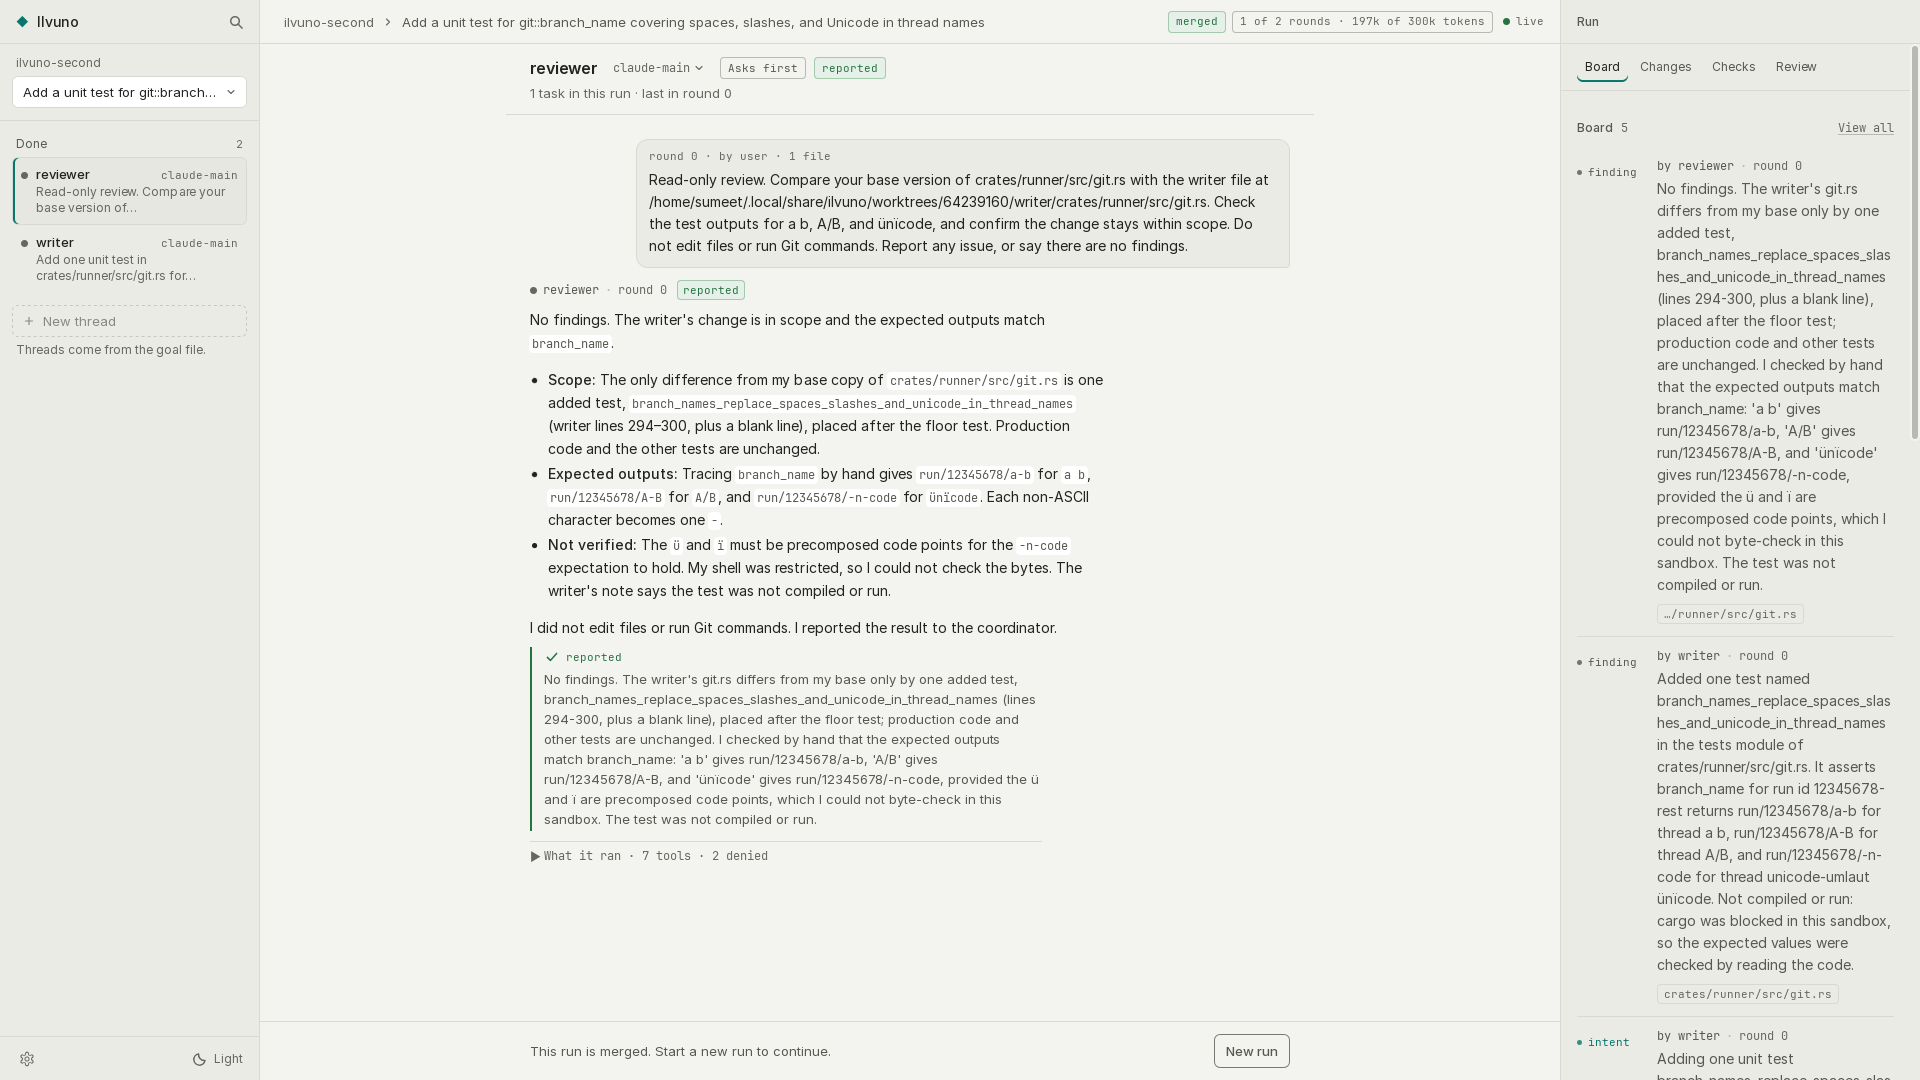 Ilvuno
ilvuno-second
Add a unit test for git::branch...
Done 2
reviewer claude-main
Read-only review. Compare your
base version of...
writer claude-main
Add one unit test in
crates/runner/src/git.rs for...
+ New thread
Threads come from the goal file.
Light
ilvuno-second > Add a unit test for git::branch_name covering spaces, slashes, and Unicode in thread names
merged 1 of 2 rounds · 197k of 300k tokens live
reviewer claude-main Asks first reported
1 task in this run · last in round 0
round 0 · by user · 1 file
Read-only review. Compare your base version of crates/runner/src/git.rs with the writer file at
/home/sumeet/.local/share/ilvuno/worktrees/64239160/writer/crates/runner/src/git.rs. Check
the test outputs for a b, A/B, and ünïcode, and confirm the change stays within scope. Do
not edit files or run Git commands. Report any issue, or say there are no findings.
reviewer · round 0 reported
No findings. The writer's change is in scope and the expected outputs match
branch_name.
• Scope: The only difference from my base copy of crates/runner/src/git.rs is one
added test, branch_names_replace_spaces_slashes_and_unicode_in_thread_names
(writer lines 294–300, plus a blank line), placed after the floor test. Production
code and the other tests are unchanged.
• Expected outputs: Tracing branch_name by hand gives run/12345678/a-b for a b,
run/12345678/A-B for A/B, and run/12345678/-n-code for ünïcode. Each non-ASCII
character becomes one -.
• Not verified: The ü and ï must be precomposed code points for the -n-code
expectation to hold. My shell was restricted, so I could not check the bytes. The
writer's note says the test was not compiled or run.
I did not edit files or run Git commands. I reported the result to the coordinator.
reported
No findings. The writer's git.rs differs from my base only by one added test,
branch_names_replace_spaces_slashes_and_unicode_in_thread_names (lines
294-300, plus a blank line), placed after the floor test; production code and
other tests are unchanged. I checked by hand that the expected outputs
match branch_name: 'a b' gives run/12345678/a-b, 'A/B' gives
run/12345678/A-B, and 'ünïcode' gives run/12345678/-n-code, provided the ü
and ï are precomposed code points, which I could not byte-check in this
sandbox. The test was not compiled or run.
What it ran · 7 tools · 2 denied
This run is merged. Start a new run to continue.
New run
Run
Board Changes Checks Review
Board 5 View all
finding
by reviewer · round 0
No findings. The writer's git.rs
differs from my base only by one
added test,
branch_names_replace_spaces_slas
hes_and_unicode_in_thread_names
(lines 294-300, plus a blank line),
placed after the floor test;
production code and other tests
are unchanged. I checked by hand
that the expected outputs match
branch_name: 'a b' gives
run/12345678/a-b, 'A/B' gives
run/12345678/A-B, and 'ünïcode'
gives run/12345678/-n-code,
provided the ü and ï are
precomposed code points, which I
could not byte-check in this
sandbox. The test was not
compiled or run.
…/runner/src/git.rs
finding
by writer · round 0
Added one test named
branch_names_replace_spaces_slas
hes_and_unicode_in_thread_names
in the tests module of
crates/runner/src/git.rs. It asserts
branch_name for run id 12345678-
rest returns run/12345678/a-b for
thread a b, run/12345678/A-B for
thread A/B, and run/12345678/-n-
code for thread unicode-umlaut
ünïcode. Not compiled or run:
cargo was blocked in this sandbox,
so the expected values were
checked by reading the code.
crates/runner/src/git.rs
intent
by writer · round 0
Adding one unit test
branch_names_replace_spaces_slas